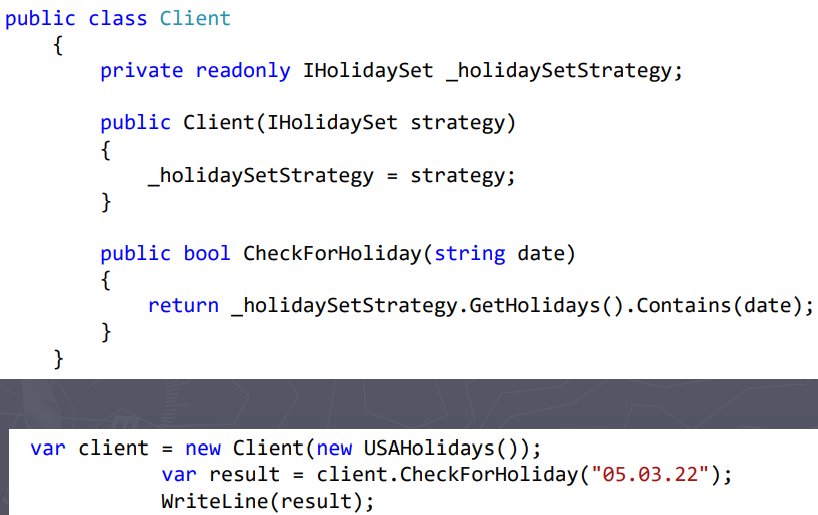 public class Client
{
private readonly IHolidaySet _holidaySetStrategy;
public Client(IHolidaySet strategy)
{
_holidaySetStrategy = strategy;
}
public bool CheckForHoliday(string date)
{
return _holidaySetStrategy.GetHolidays().Contains(date);
}
}
var client = new Client(new USAHolidays());
var result = client.CheckForHoliday("05.03.22");
WriteLine(result);